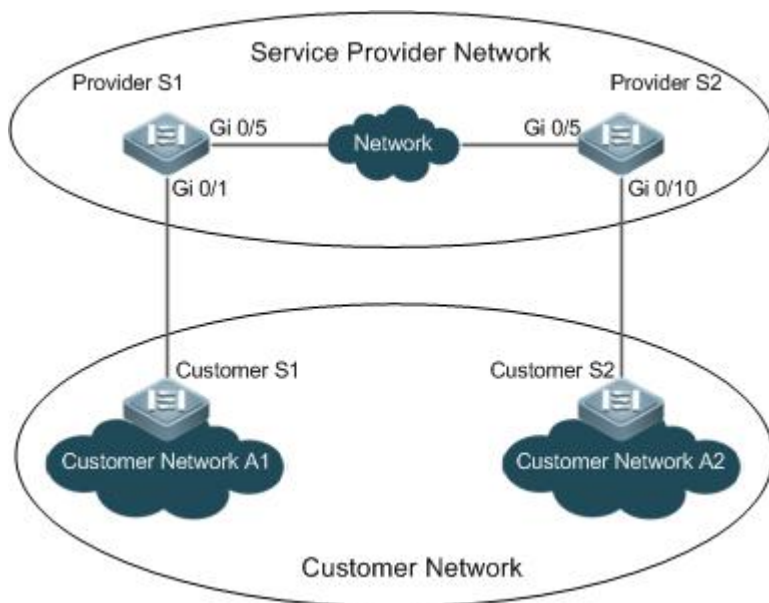 Service Provider Network
Provider S1
Provider S2
Gi 0/5
Network
Gi 0/5
Gi 0/1
Gi 0/10
Customer S1
Customer S2
Customer Network A1
Customer Network A2
Customer Network